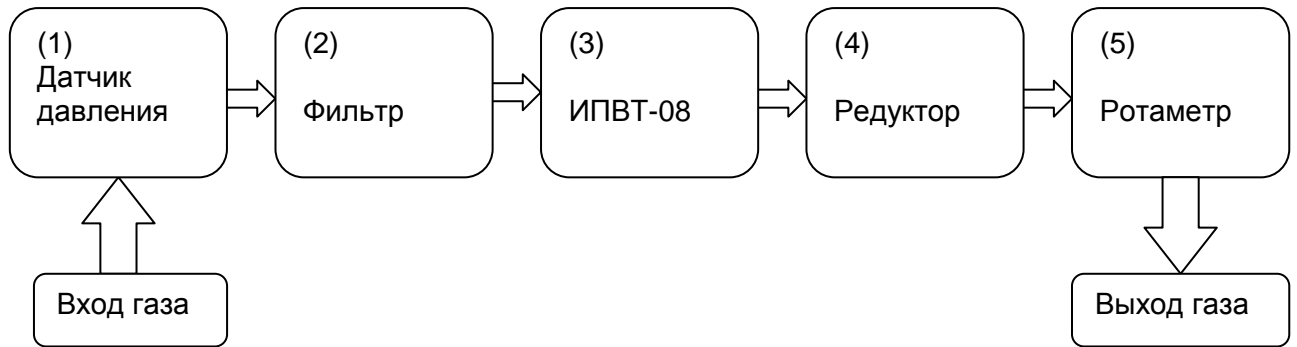 (1)
Датчик
давления
(2)
Фильтр
(3)
ИПВТ-08
(4)
Редуктор
(5)
Ротаметр
Вход газа
Выход газа